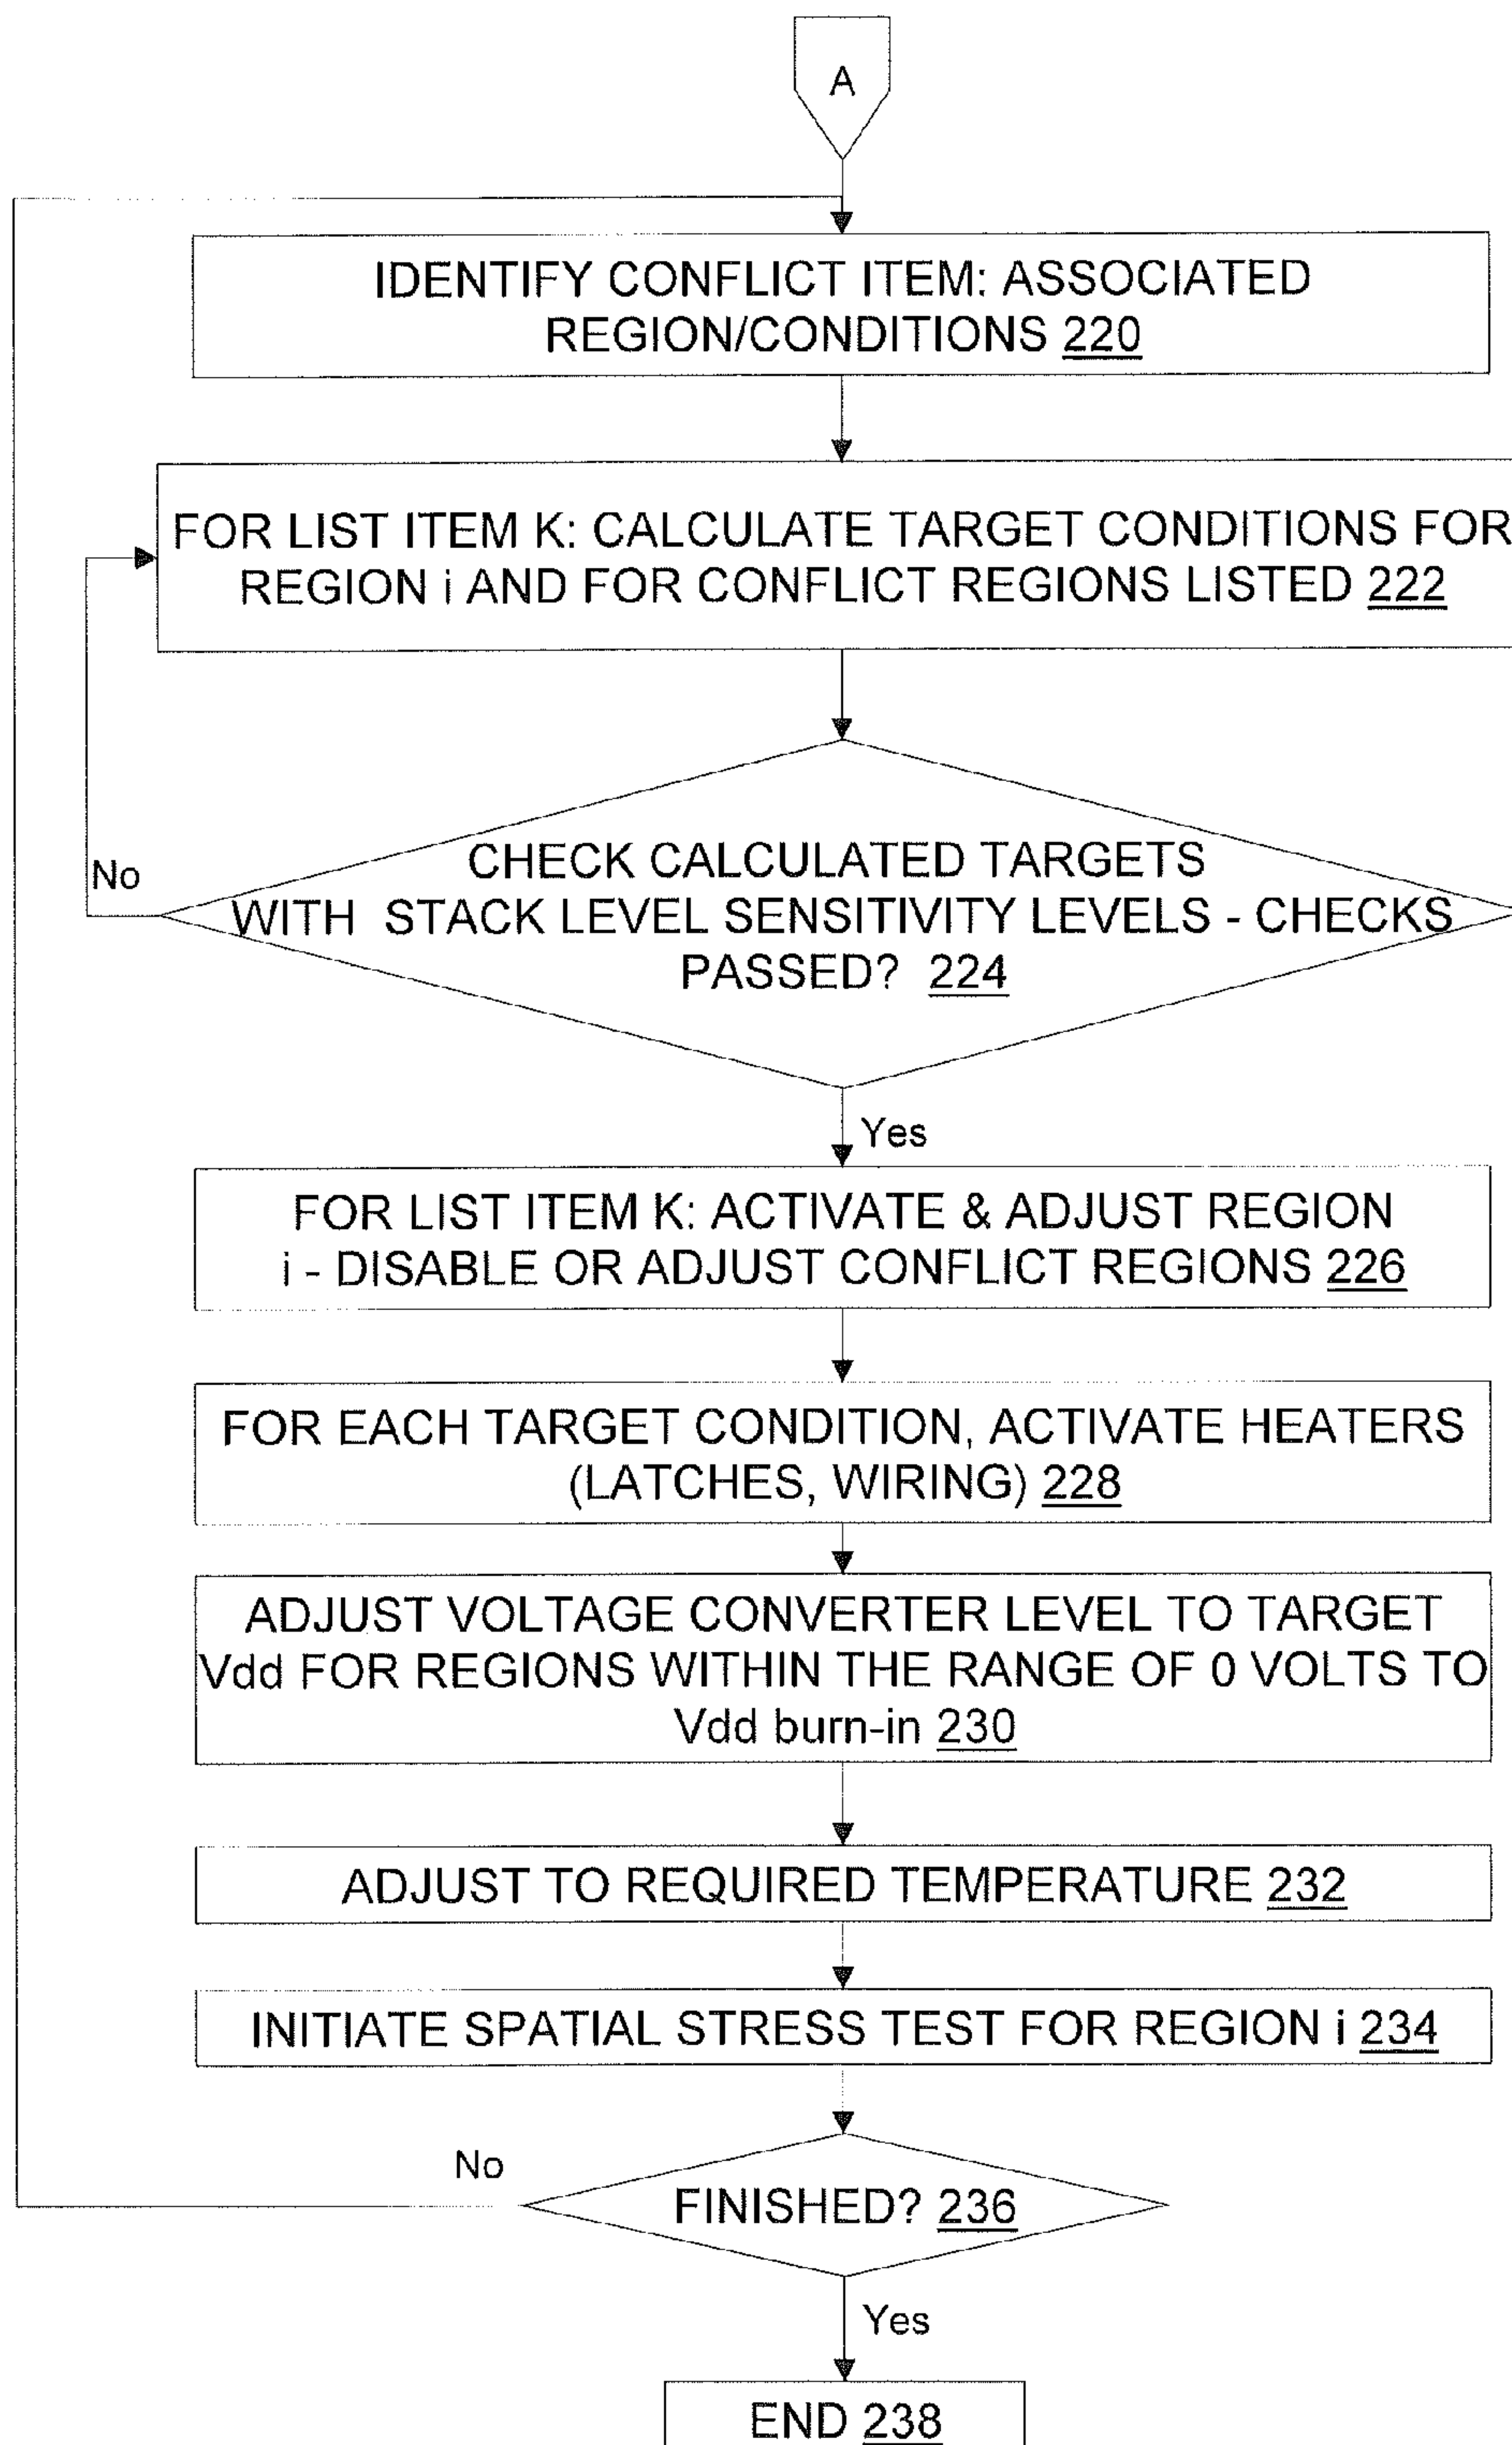 A
IDENTIFY CONFLICT ITEM: ASSOCIATED
REGION/CONDITIONS 220
FOR LIST ITEM K: CALCULATE TARGET CONDITIONS FOR
REGION i AND FOR CONFLICT REGIONS LISTED 222
No
CHECK CALCULATED TARGETS
WITH STACK LEVEL SENSITIVITY LEVELS - CHECKS
PASSED? 224
Yes
FOR LIST ITEM K: ACTIVATE & ADJUST REGION
i - DISABLE OR ADJUST CONFLICT REGIONS 226
FOR EACH TARGET CONDITION, ACTIVATE HEATERS
(LATCHES, WIRING) 228
ADJUST VOLTAGE CONVERTER LEVEL TO TARGET
Vdd FOR REGIONS WITHIN THE RANGE OF 0 VOLTS TO
Vdd burn-in 230
ADJUST TO REQUIRED TEMPERATURE 232
INITIATE SPATIAL STRESS TEST FOR REGION i 234
No
FINISHED? 236
Yes
END 238